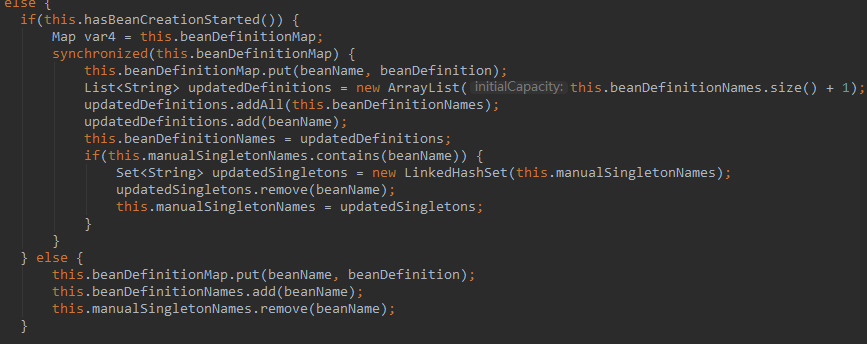 else {
if(this.hasBeanCreationStarted()) {
Map var4 = this.beanDefinitionMap;
synchronized(this.beanDefinitionMap) {
this.beanDefinitionMap.put(beanName, beanDefinition);
List<String> updatedDefinitions = new ArrayList( initialCapacity: this.beanDefinitionNames.size() + 1);
updatedDefinitions.addAll(this.beanDefinitionNames);
updatedDefinitions.add(beanName);
this.beanDefinitionNames = updatedDefinitions;
if(this.manualSingletonNames.contains(beanName)) {
Set<String> updatedSingletons = new LinkedHashSet(this.manualSingletonNames);
updatedSingletons.remove(beanName);
this.manualSingletonNames = updatedSingletons;
}
}
} else {
this.beanDefinitionMap.put(beanName, beanDefinition);
this.beanDefinitionNames.add(beanName);
this.manualSingletonNames.remove(beanName);
}